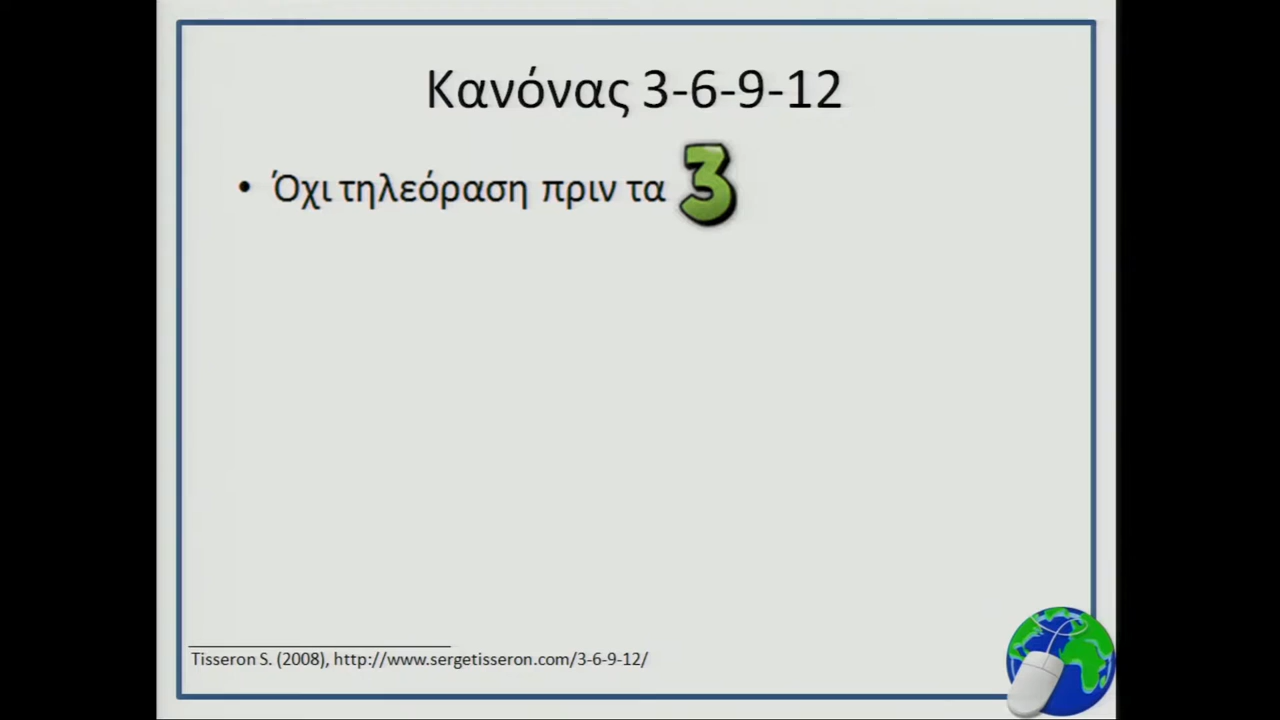 Κανόνας 3-6-9-12
• Όχι τηλεόραση πριν τα 3
Tisseron S. (2008), http://www.sergetisseron.com/3-6-9-12/